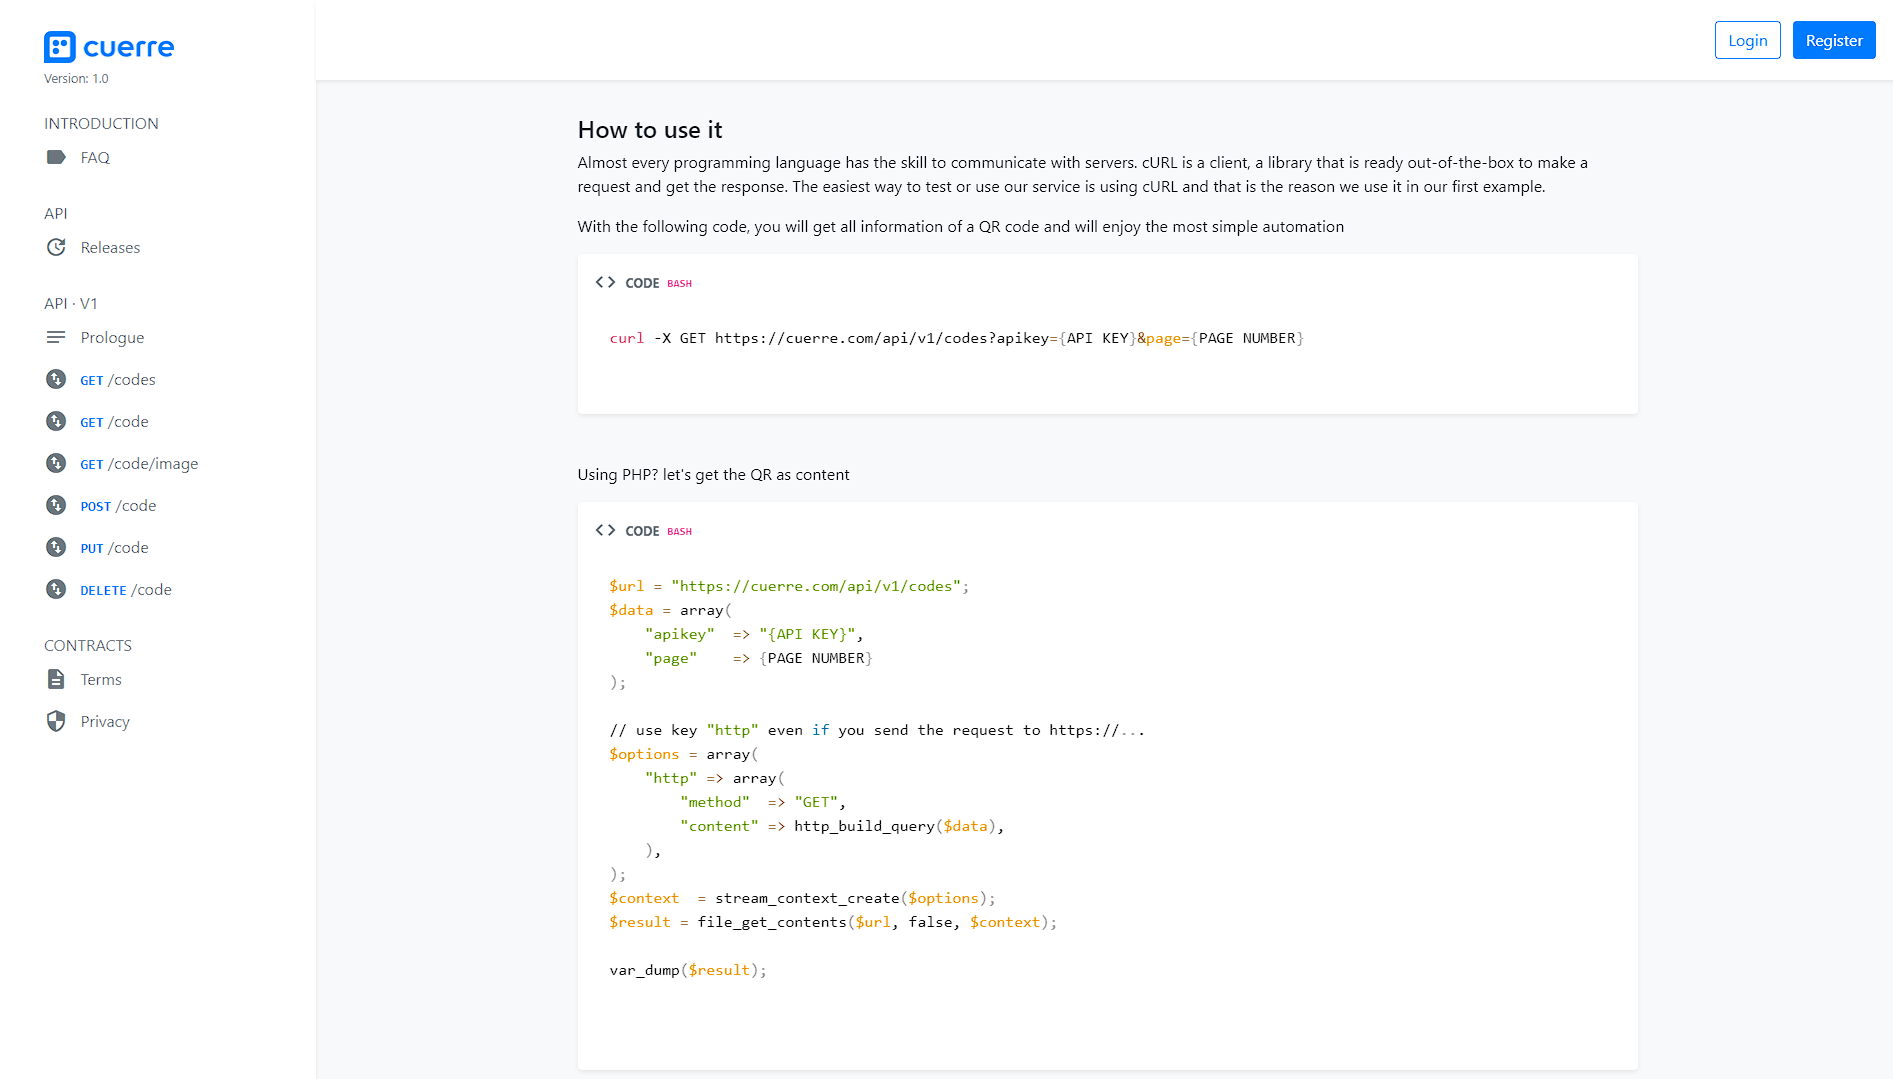 cuerre
Version: 1.0
INTRODUCTION
FAQ
API
Releases
API · V1
Prologue
GET /codes
GET /code
GET /code/image
POST /code
PUT /code
DELETE /code
CONTRACTS
Terms
Privacy
Login
Register
How to use it
Almost every programming language has the skill to communicate with servers. cURL is a client, a library that is ready out-of-the-box to make a
request and get the response. The easiest way to test or use our service is using cURL and that is the reason we use it in our first example.
With the following code, you will get all information of a QR code and will enjoy the most simple automation
<> CODE BASH
curl -X GET https://cuerre.com/api/v1/codes?apikey={API KEY}&page={PAGE NUMBER}
Using PHP? let's get the QR as content
<> CODE BASH
$url = "https://cuerre.com/api/v1/codes";
$data = array(
    "apikey"  => "{API KEY}",
    "page"    => {PAGE NUMBER}
);
// use key "http" even if you send the request to https://...
$options = array(
    "http" => array(
        "method"  => "GET",
        "content" => http_build_query($data),
    ),
);
$context  = stream_context_create($options);
$result = file_get_contents($url, false, $context);
var_dump($result);